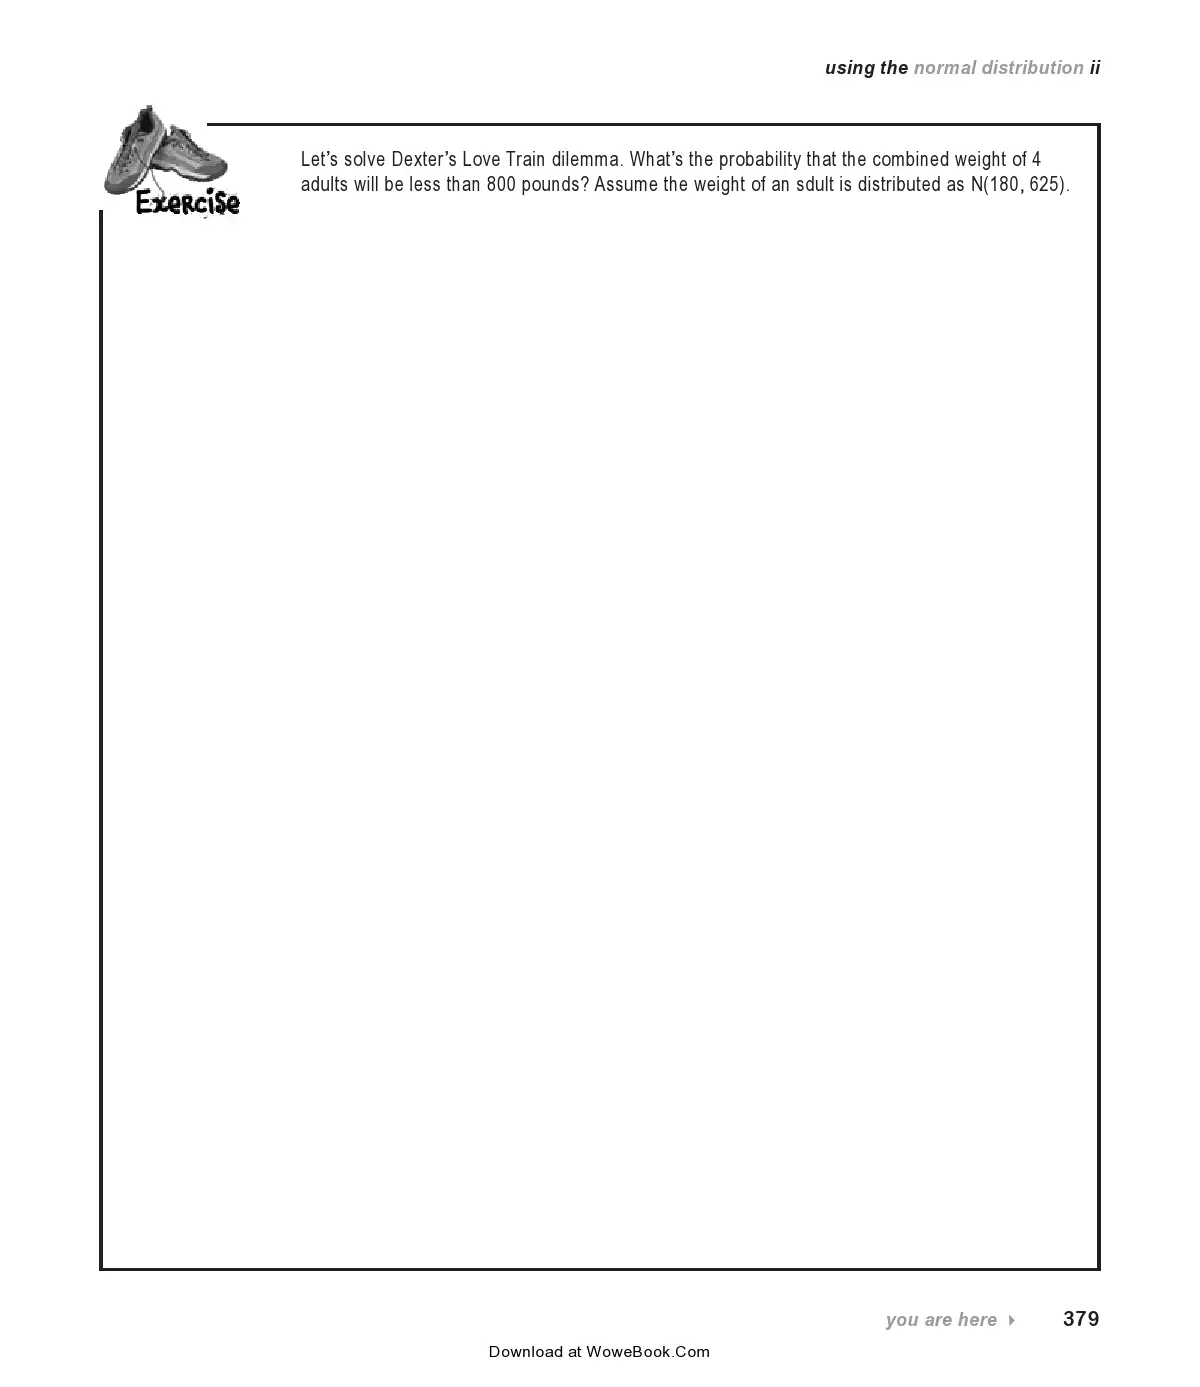 using the normal distribution ii
Let’s solve Dexter’s Love Train dilemma. What’s the probability that the combined weight of 4
adults will be less than 800 pounds? Assume the weight of an sdult is distributed as N(180, 625).
Exercise
you are here 379
Download at WoweBook.Com